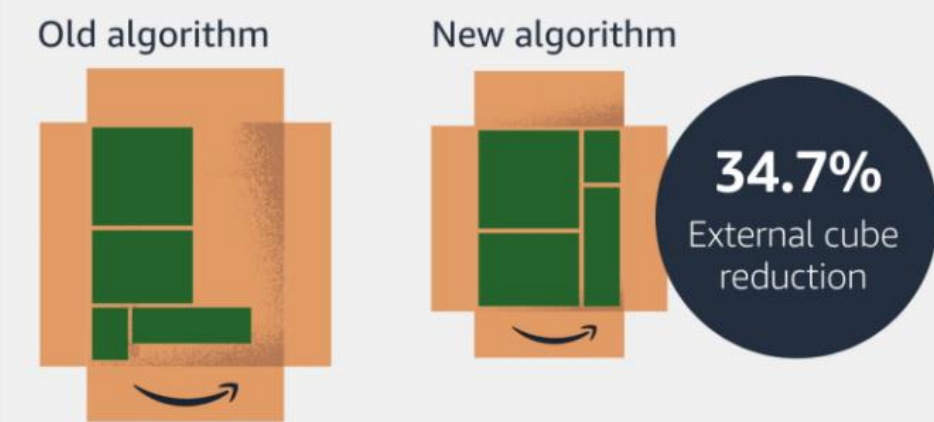 Old algorithm
New algorithm
34.7%
External cube
reduction